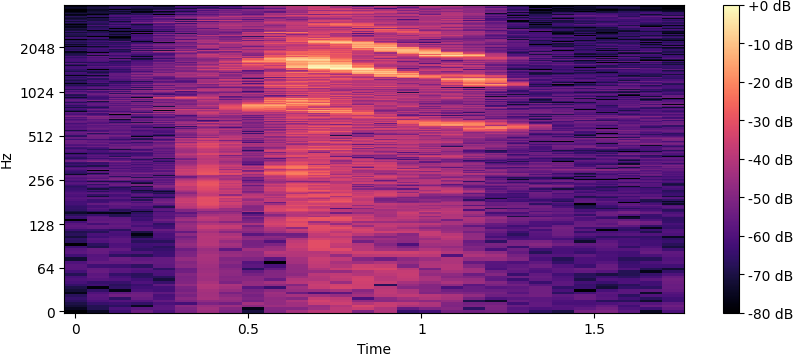 +0 dB
2048
-10 dB
1024
-20 dB
512
-30 dB
Hz
256
-40 dB
128
-50 dB
64
-60 dB
0
-70 dB
-80 dB
0 0.5 1 1.5
Time